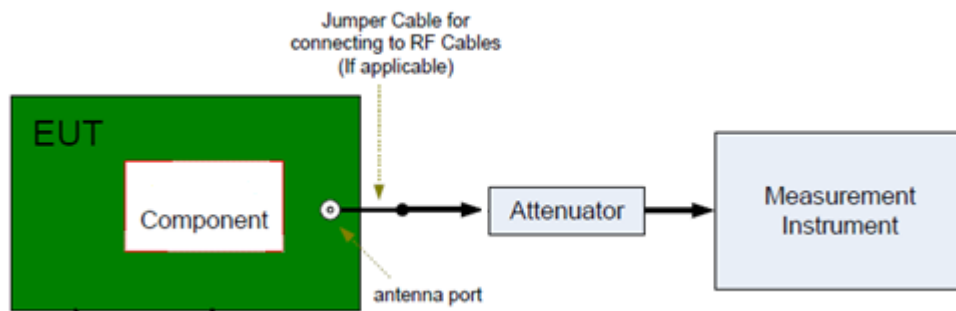 Jumper Cable for
connecting to RF Cables
(If applicable)
EUT
Component
Attenuator
Measurement
Instrument
antenna port